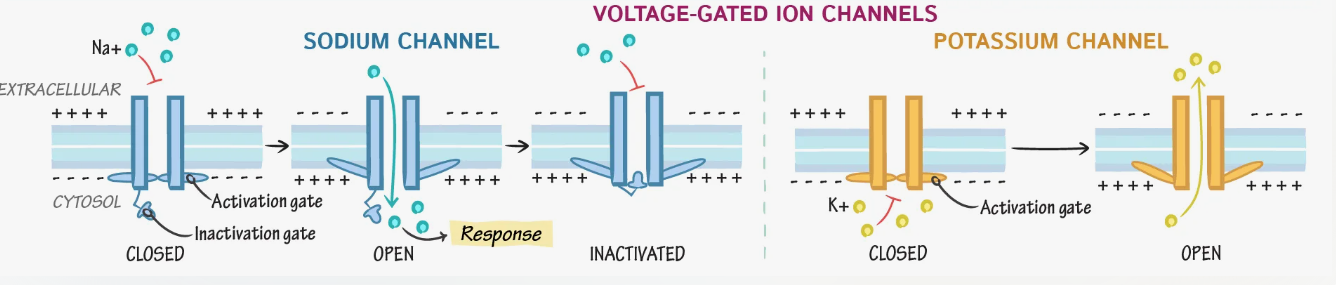 VOLTAGE-GATED ION CHANNELS
SODIUM CHANNEL
POTASSIUM CHANNEL
Na+
EXTRACELLULAR
++++ ++++
---- ----
---- ----
++++ ++++
---- ----
---- ----
++++ ++++
++++ ++++
---- ----
++++ ++++
CYTOSOL
Activation gate
Inactivation gate
Response
K+
Activation gate
CLOSED
OPEN
INACTIVATED
CLOSED
OPEN